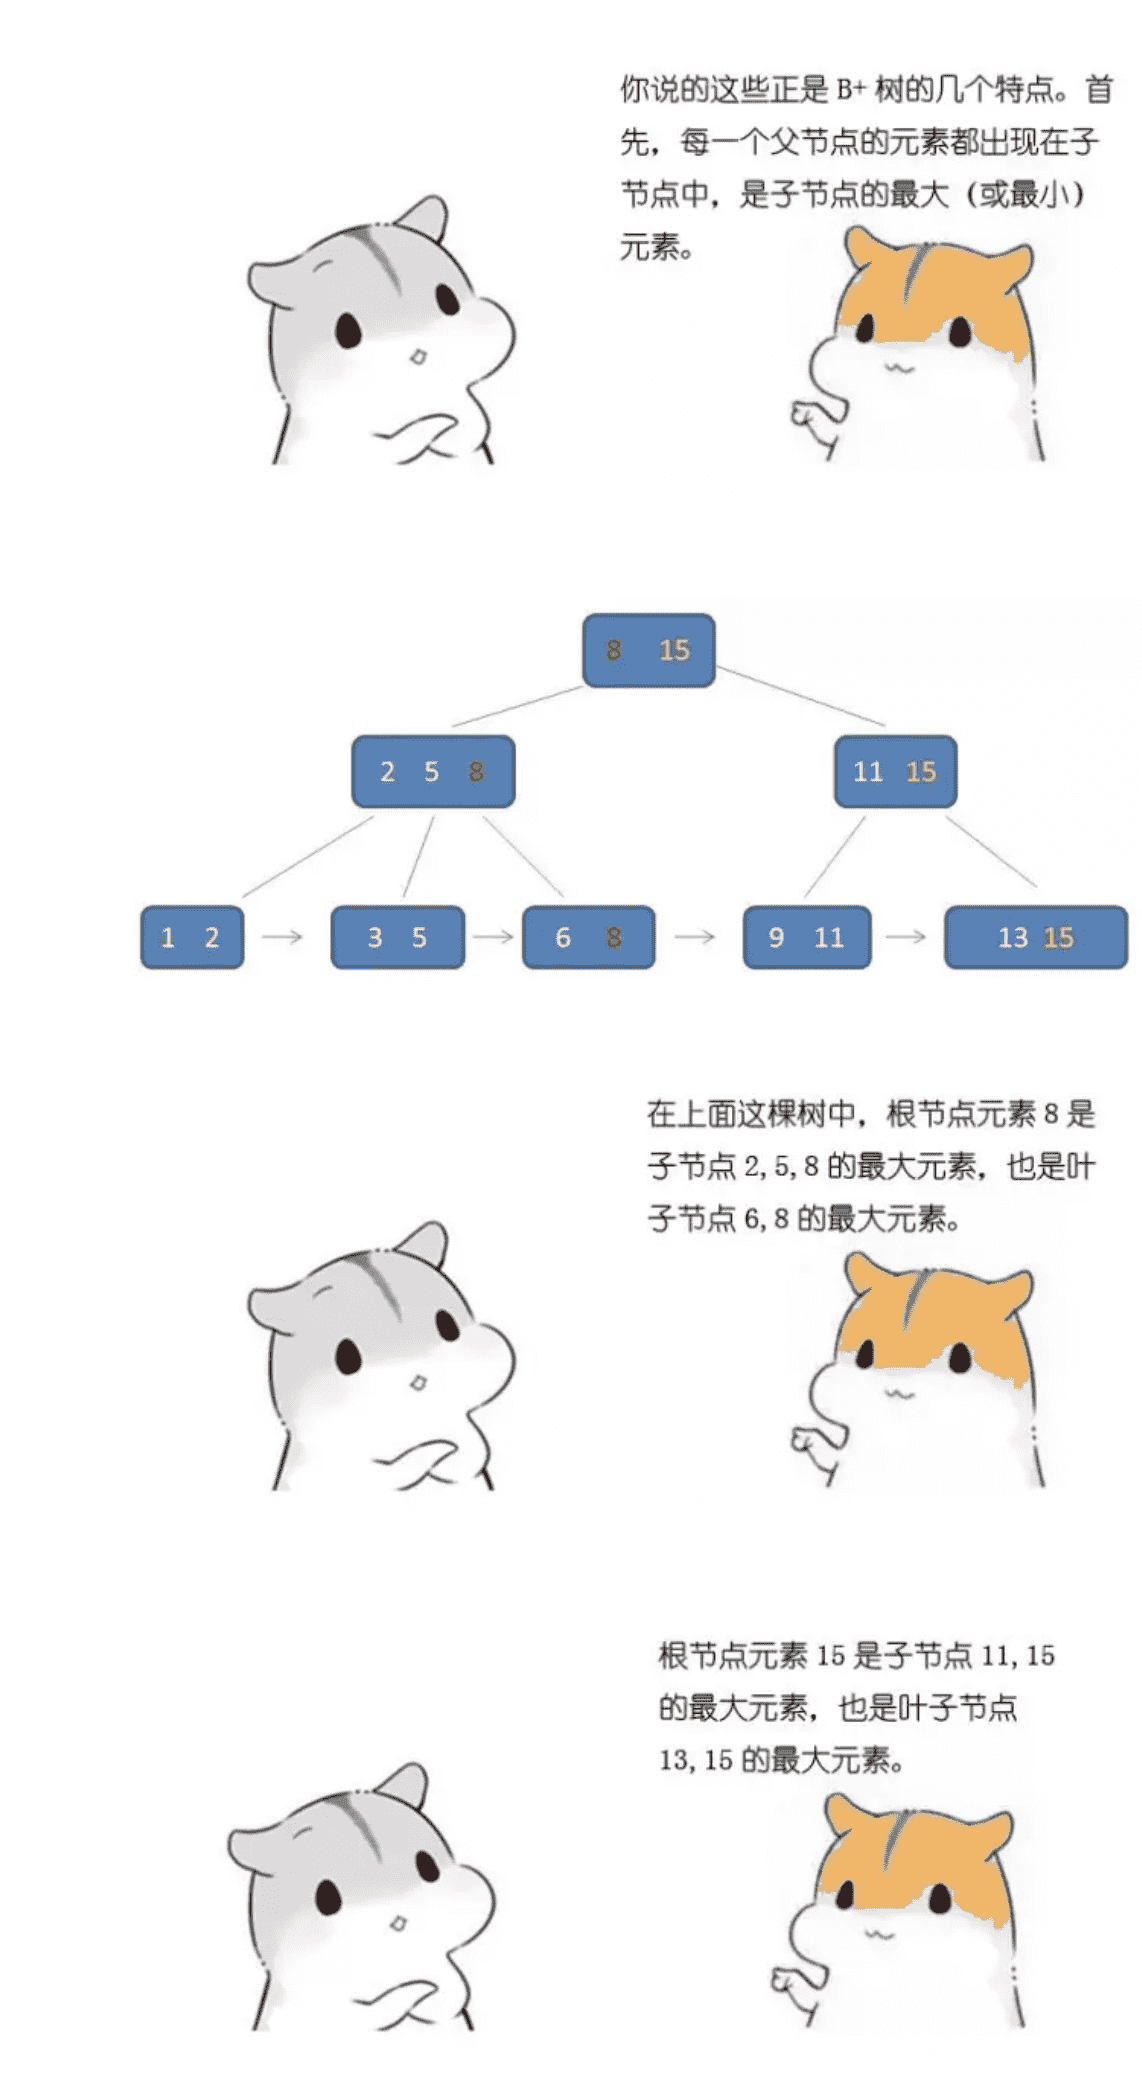 你说的这些正是 B+ 树的几个特点。首
先，每一个父节点的元素都出现在子
节点中，是子节点的最大（或最小）
元素。
8 15
2 5 8
11 15
1 2
3 5
6 8
9 11
13 15
在上面这棵树中，根节点元素 8 是
子节点 2,5,8 的最大元素，也是叶
子节点 6,8 的最大元素。
根节点元素 15 是子节点 11,15
的最大元素，也是叶子节点
13,15 的最大元素。